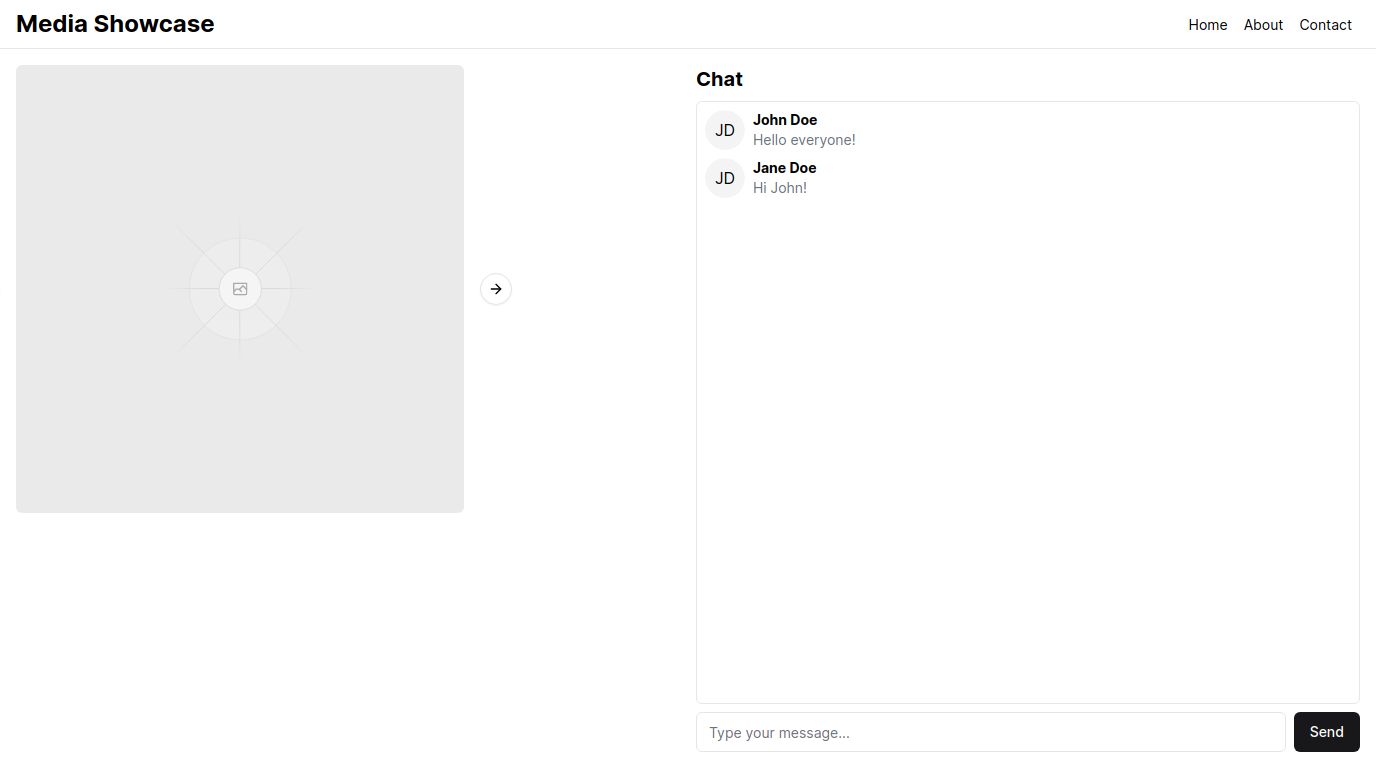 Media Showcase
Home About Contact
Chat
JD
John Doe
Hello everyone!
JD
Jane Doe
Hi John!
Type your message...
Send